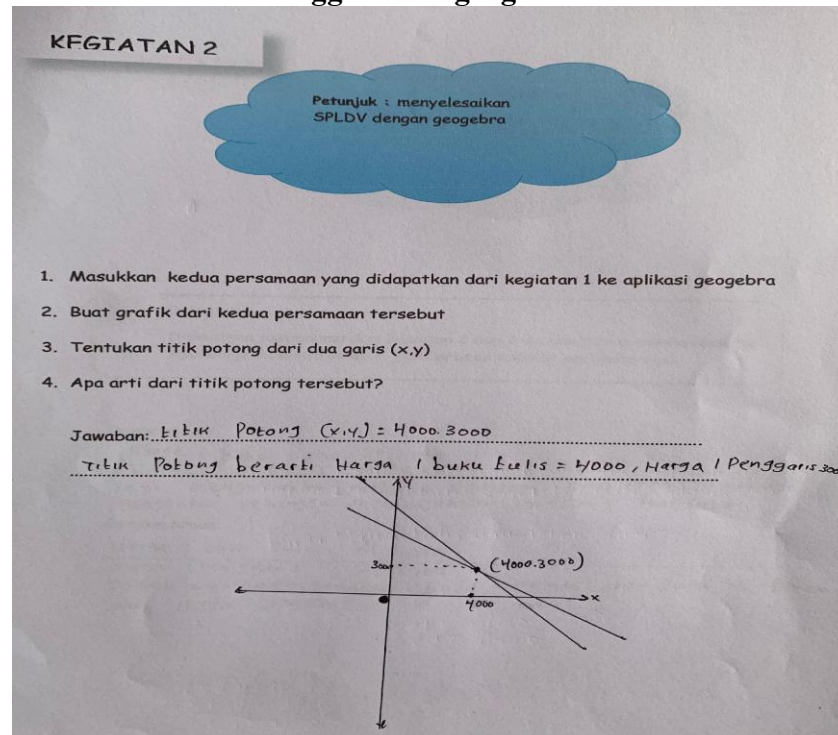 KEGIATAN 2
Petunjuk : menyelesaikan
SPLDV dengan geogebra
1. Masukkan kedua persamaan yang didapatkan dari kegiatan 1 ke aplikasi geogebra
2. Buat grafik dari kedua persamaan tersebut
3. Tentukan titik potong dari dua garis (x,y)
4. Apa arti dari titik potong tersebut?
Jawaban: titik Potong (x,y) = 4000.3000
Titik Potong berarti Harga 1 buku tulis = 4000, Harga 1 Penggaris 300
Y
300
(4000.3000)
4000
x